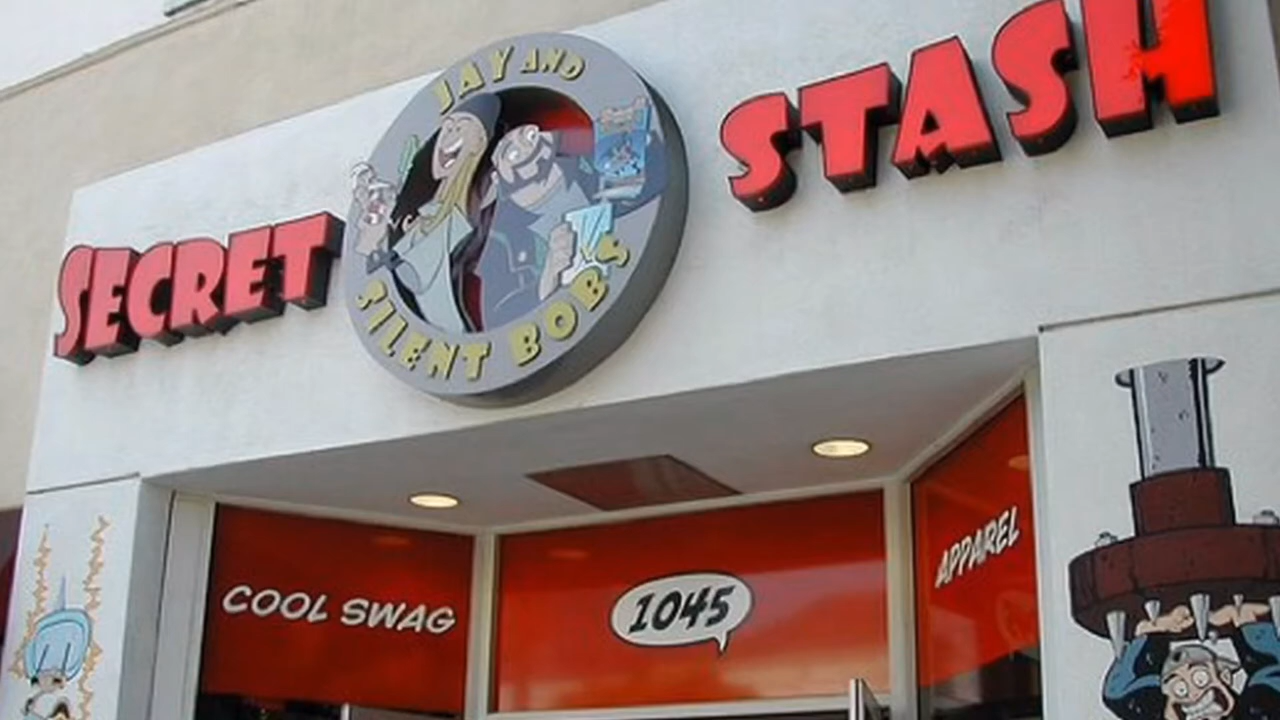 SECRET
JAY AND
SILENT BOB'S
STASH
COOL SWAG
1045
APPAREL